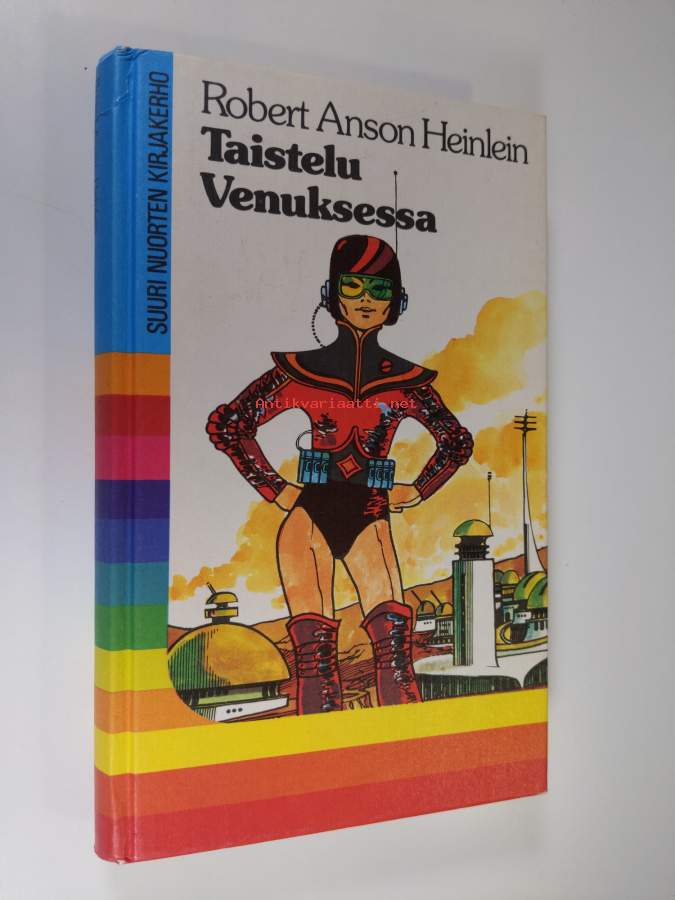 SUURI NUORTEN KIRJAKERHO
Robert Anson Heinlein
Taistelu
Venuksessa
Antikvariaatti.net